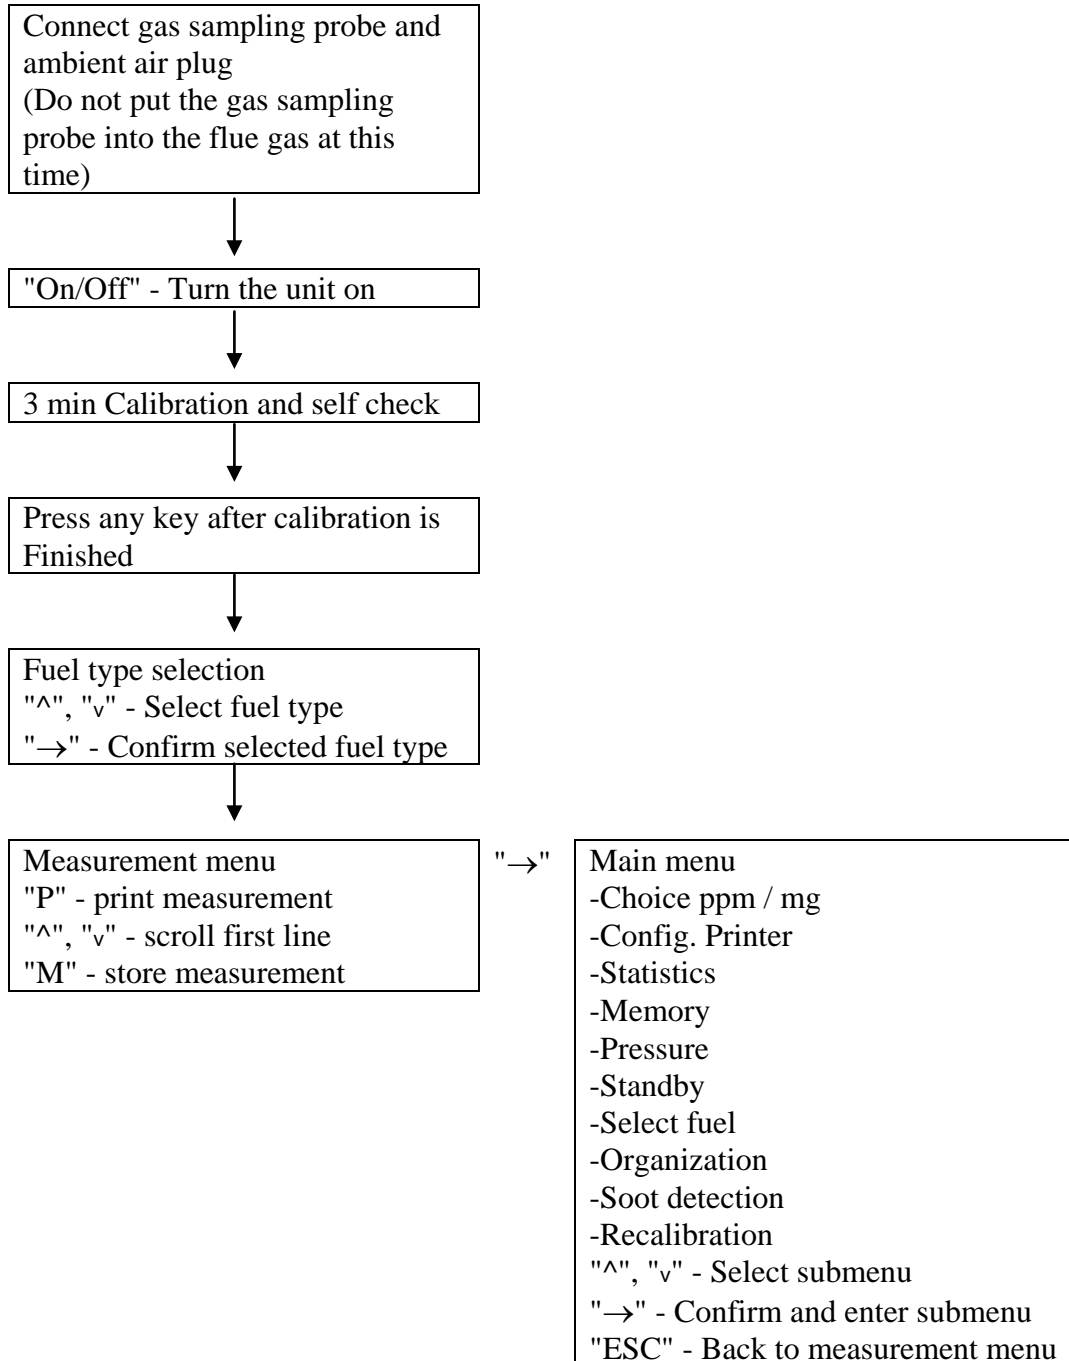 Connect gas sampling probe and
ambient air plug
(Do not put the gas sampling
probe into the flue gas at this
time)
"On/Off" - Turn the unit on
3 min Calibration and self check
Press any key after calibration is
Finished
Fuel type selection
"^", "v" - Select fuel type
"→" - Confirm selected fuel type
Measurement menu
"P" - print measurement
"^", "v" - scroll first line
"M" - store measurement
"→"
Main menu
-Choice ppm / mg
-Config. Printer
-Statistics
-Memory
-Pressure
-Standby
-Select fuel
-Organization
-Soot detection
-Recalibration
"^", "v" - Select submenu
"→" - Confirm and enter submenu
"ESC" - Back to measurement menu